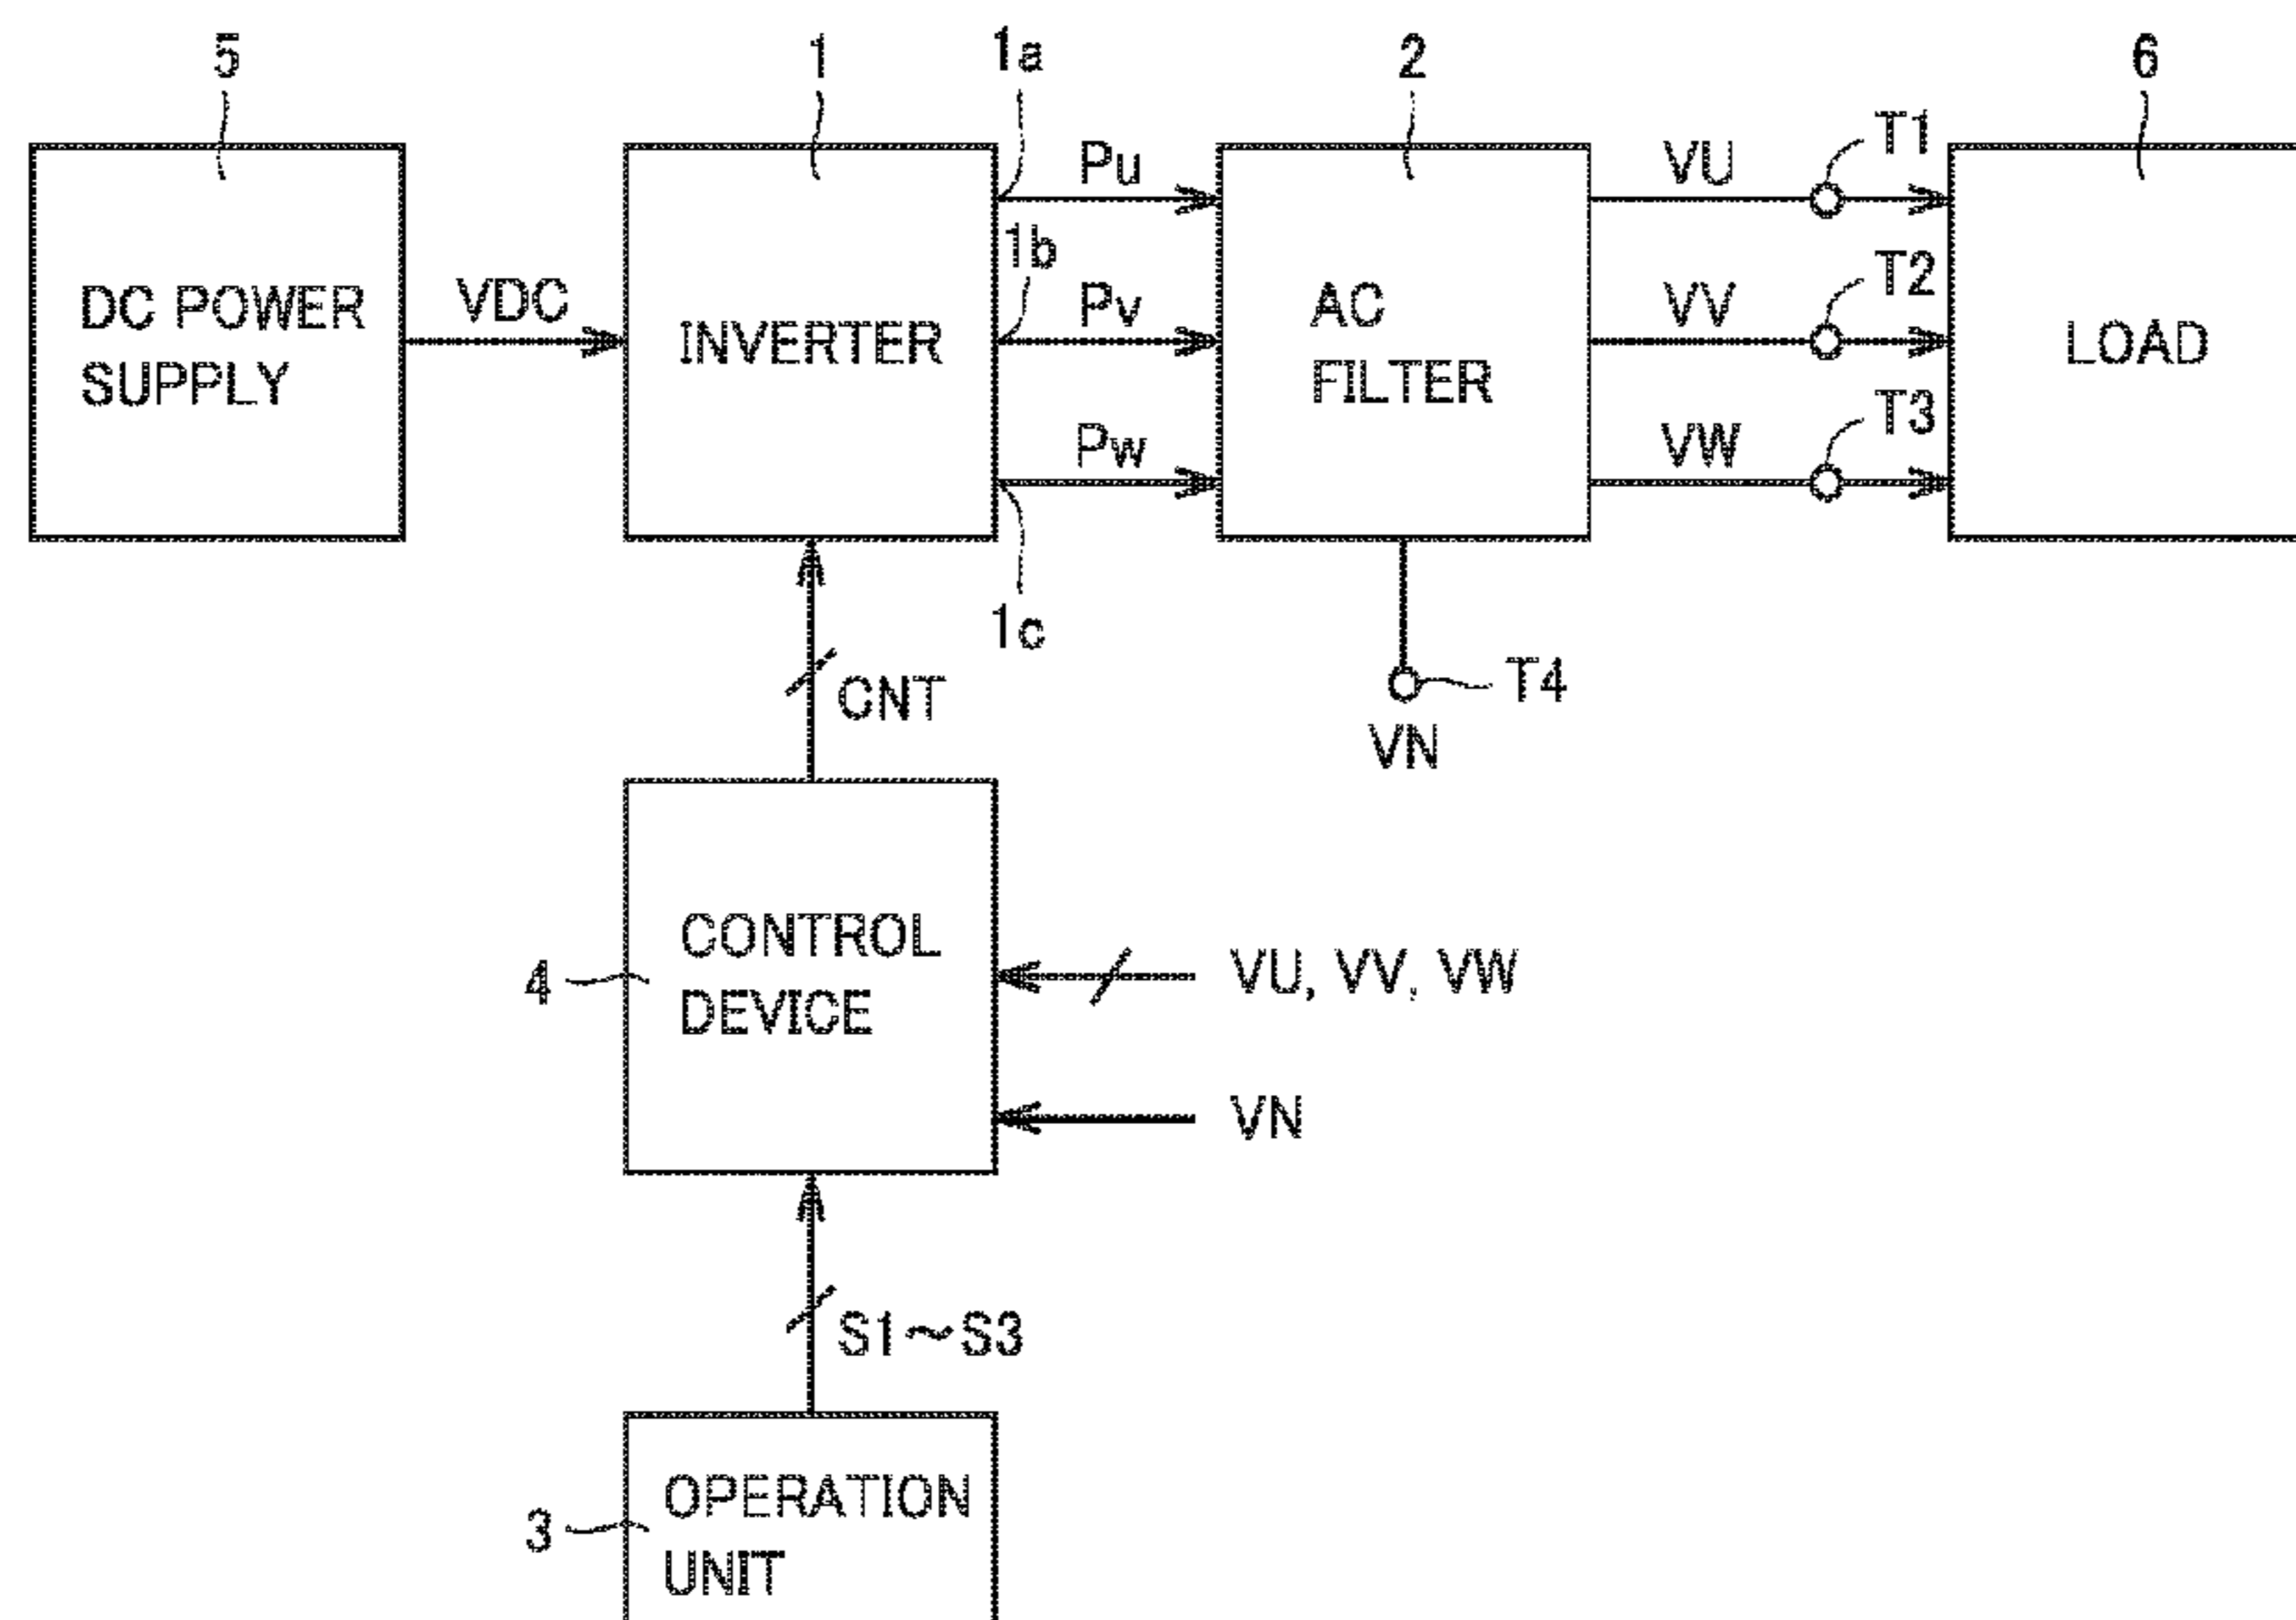 5
1
1a
2
6
T1
Pu
VU
1b
T2
VDC
Pv
VV
DC POWER
SUPPLY
INVERTER
AC
FILTER
LOAD
T3
Pw
VW
1c
T4
CNT
VN
CONTROL
DEVICE
4
VU, VV, VW
VN
S1～S3
OPERATION
UNIT
3